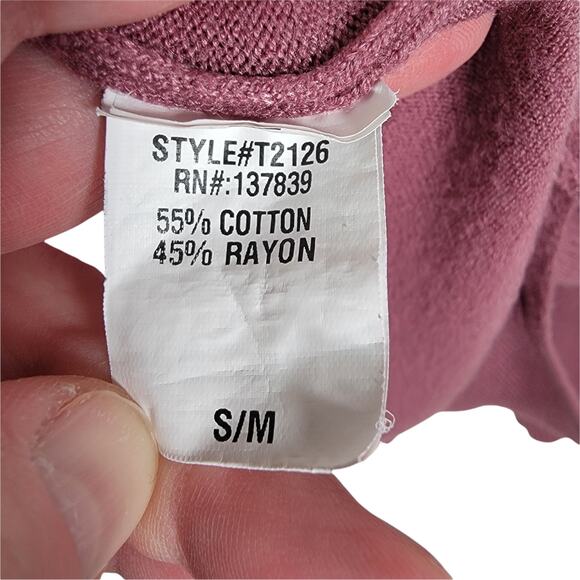 STYLE#T2126
RN#:137839
55% COTTON
45% RAYON
S/M